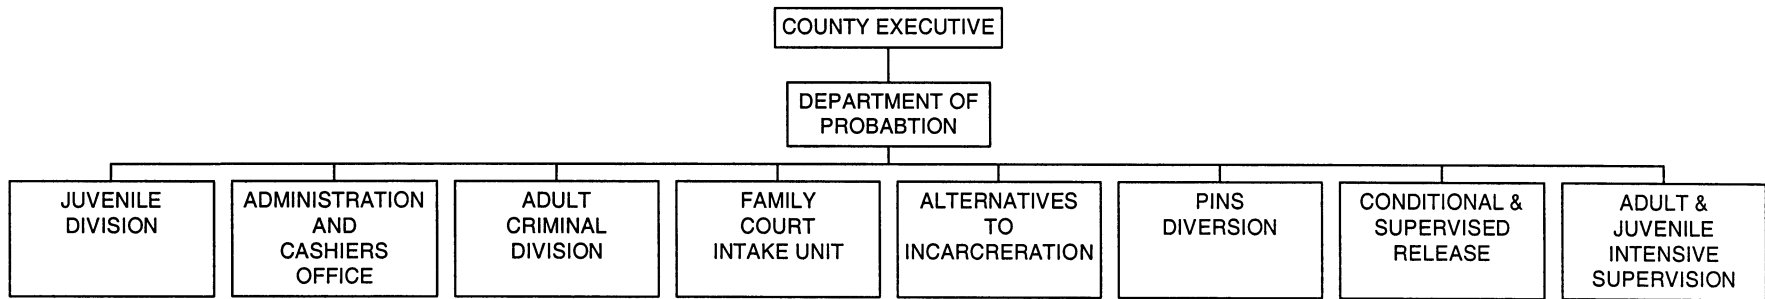 COUNTY EXECUTIVE
DEPARTMENT OF
PROBABTION
JUVENILE
DIVISION
ADMINISTRATION
AND
CASHIERS
OFFICE
ADULT
CRIMINAL
DIVISION
FAMILY
COURT
INTAKE UNIT
ALTERNATIVES
TO
INCARCRERATION
PINS
DIVERSION
CONDITIONAL &
SUPERVISED
RELEASE
ADULT &
JUVENILE
INTENSIVE
SUPERVISION